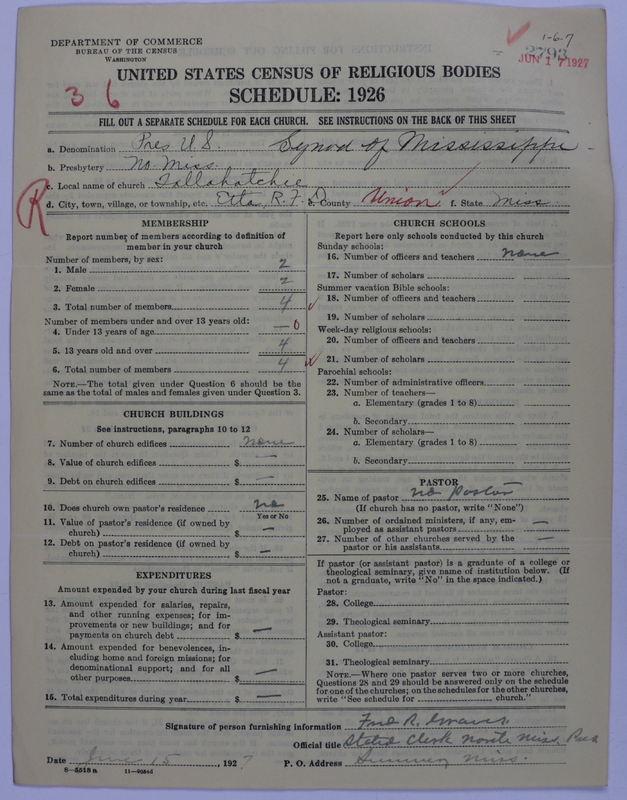 1-6-7
DEPARTMENT OF COMMERCE
BUREAU OF THE CENSUS
WASHINGTON
2793
JUN 17 1927
UNITED STATES CENSUS OF RELIGIOUS BODIES
SCHEDULE: 1926
3 6
FILL OUT A SEPARATE SCHEDULE FOR EACH CHURCH. SEE INSTRUCTIONS ON THE BACK OF THIS SHEET
a. Denomination Pres U.S. Synod of Mississippi
b. Presbytery No. Miss.
c. Local name of church Tallahatchie
R
d. City, town, village, or township, etc. Etta, R.F.D. e. County Union f. State Miss.
MEMBERSHIP
Report number of members according to definition of
member in your church
Number of members, by sex:
1. Male 2
2. Female 2
3. Total number of members 4
Number of members under and over 13 years old:
4. Under 13 years of age — 0
5. 13 years old and over 4
6. Total number of members 4
NOTE.—The total given under Question 6 should be the
same as the total of males and females given under Question 3.
CHURCH BUILDINGS
See instructions, paragraphs 10 to 12
7. Number of church edifices none
8. Value of church edifices $ —
9. Debt on church edifices $ —
10. Does church own pastor's residence no
Yes or No
11. Value of pastor's residence (if owned by
church) $ —
12. Debt on pastor's residence (if owned by
church) $ —
EXPENDITURES
Amount expended by your church during last fiscal year
13. Amount expended for salaries, repairs,
and other running expenses; for im-
provements or new buildings; and for
payments on church debt $ —
14. Amount expended for benevolences, in-
cluding home and foreign missions; for
denominational support; and for all
other purposes $ —
15. Total expenditures during year $ —
CHURCH SCHOOLS
Report here only schools conducted by this church
Sunday schools:
16. Number of officers and teachers none
17. Number of scholars
Summer vacation Bible schools:
18. Number of officers and teachers
19. Number of scholars
Week-day religious schools:
20. Number of officers and teachers
21. Number of scholars
Parochial schools:
22. Number of administrative officers
23. Number of teachers—
a. Elementary (grades 1 to 8)
b. Secondary
24. Number of scholars—
a. Elementary (grades 1 to 8)
b. Secondary
PASTOR
25. Name of pastor no pastor
(If church has no pastor, write "None")
26. Number of ordained ministers, if any, em-
ployed as assistant pastors —
27. Number of other churches served by the
pastor or his assistants —
If pastor (or assistant pastor) is a graduate of a college or
theological seminary, give name of institution below. (If
not a graduate, write "No" in the space indicated.)
Pastor:
28. College
29. Theological seminary
Assistant pastor:
30. College
31. Theological seminary
NOTE.—Where one pastor serves two or more churches,
Questions 28 and 29 should be answered only on the schedule
for one of the churches; on the schedules for the other churches,
write "See schedule for church."
Signature of person furnishing information Fred R. Graves
Official title Stated Clerk North Miss.
Date June 15, 1927 P. O. Address Miss.
8-5518a 11-9056d